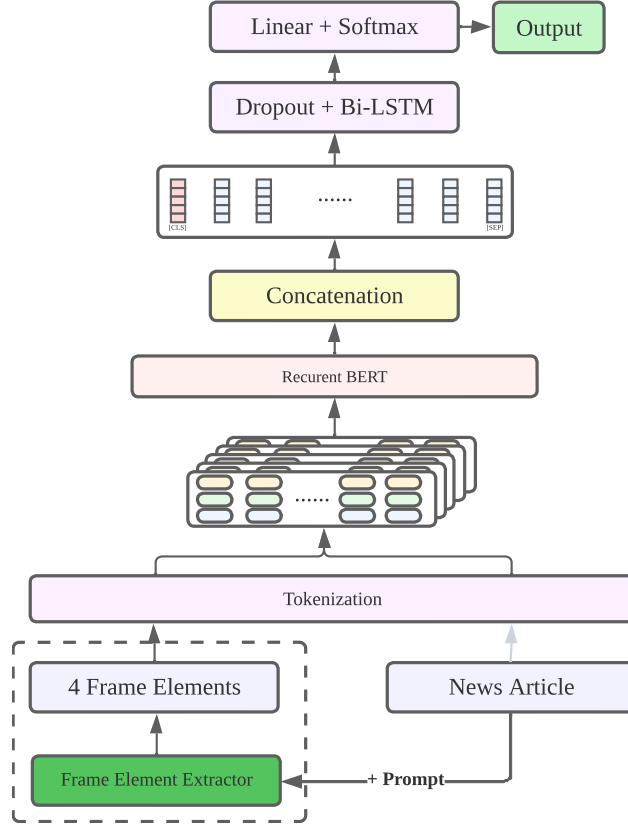 Linear + Softmax
Output
Dropout + Bi-LSTM
......
[CLS]
[SEP]
Concatenation
Recurent BERT
......
Tokenization
4 Frame Elements
News Article
Frame Element Extractor
+ Prompt